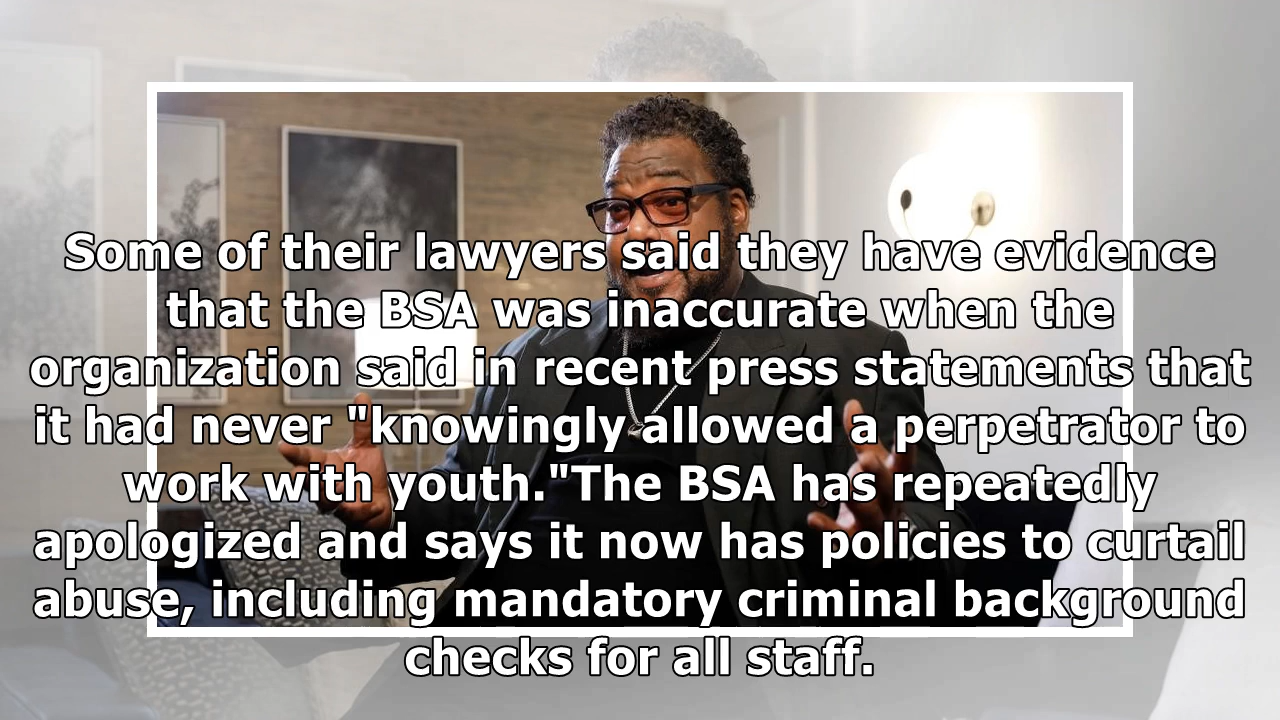 Some of their lawyers said they have evidence
that the BSA was inaccurate when the
organization said in recent press statements that
it had never "knowingly allowed a perpetrator to
work with youth."The BSA has repeatedly
apologized and says it now has policies to curtail
abuse, including mandatory criminal background
checks for all staff.